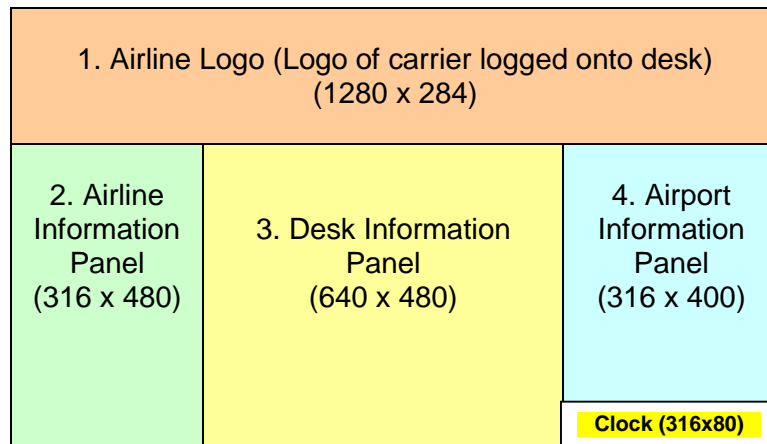 1. Airline Logo (Logo of carrier logged onto desk)
(1280 x 284)
2. Airline
Information
Panel
(316 x 480)
3. Desk Information
Panel
(640 x 480)
4. Airport
Information
Panel
(316 x 400)
Clock (316x80)